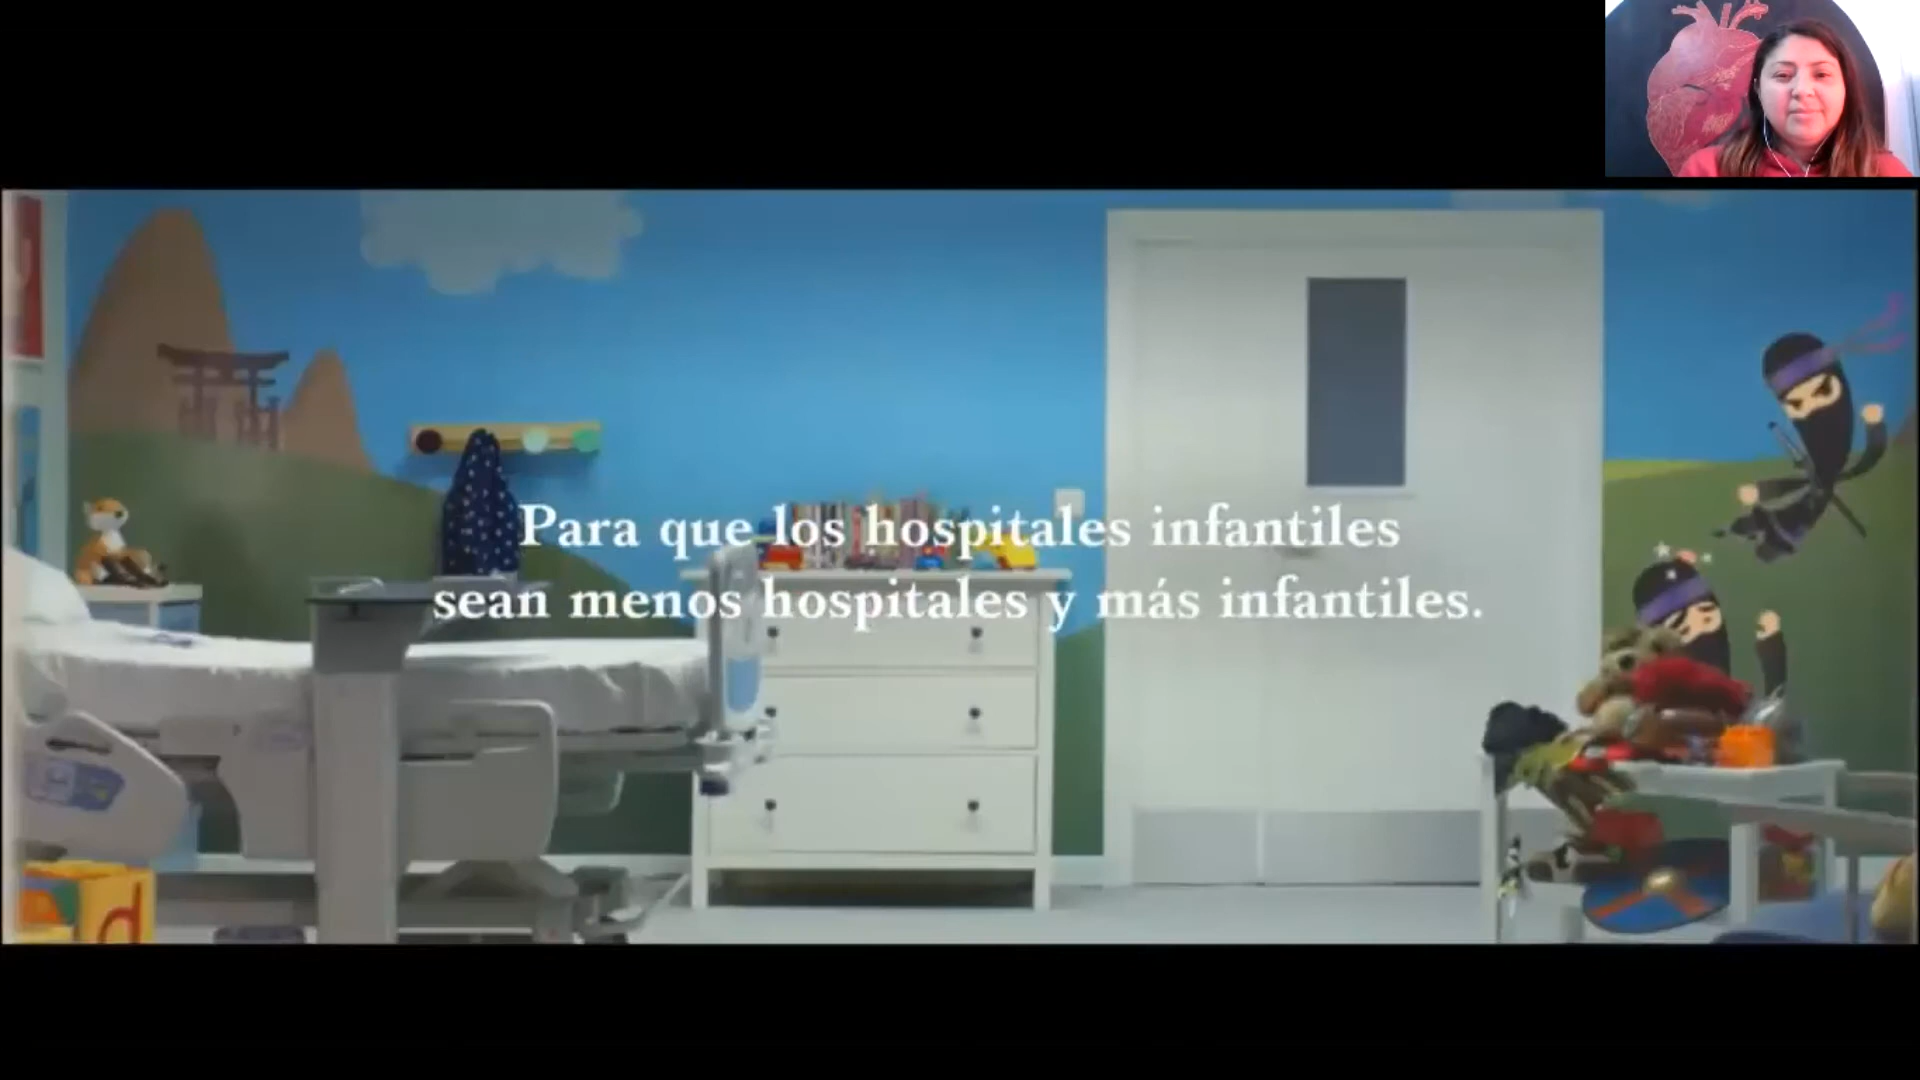 Para que los hospitales infantiles
sean menos hospitales y más infantiles.
d